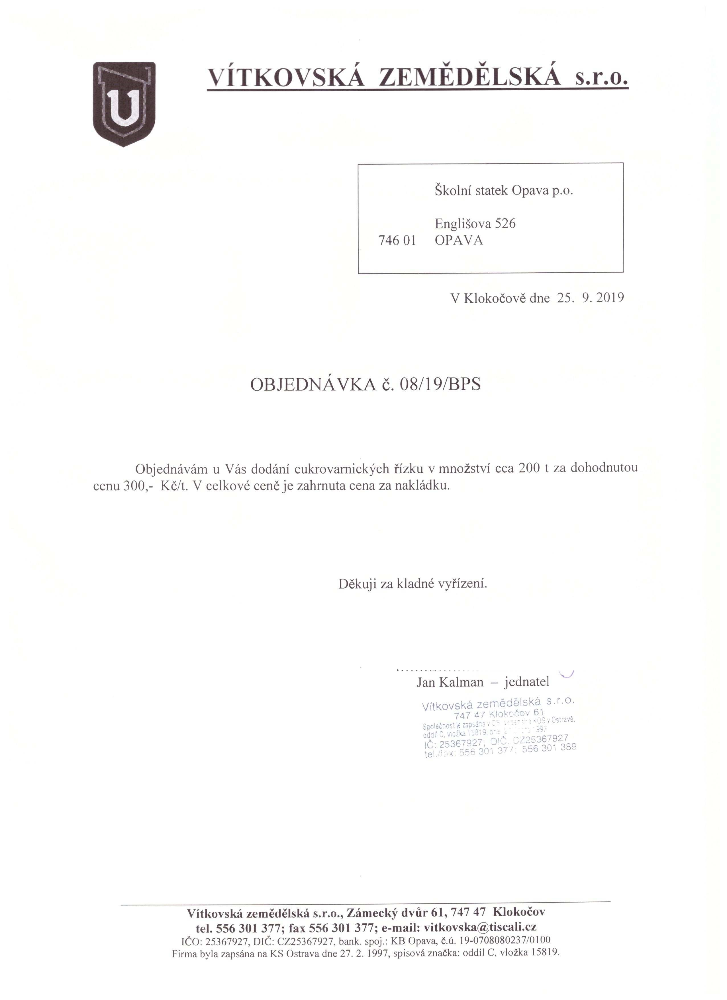 U
VÍTKOVSKÁ ZEMĚDĚLSKÁ s.r.o.
Školní statek Opava p.o.
Englišova 526
746 01 OPAVA
V Klokočově dne 25. 9. 2019
OBJEDNÁVKA č. 08/19/BPS
Objednávám u Vás dodání cukrovarnických řízku v množství cca 200 t za dohodnutou
cenu 300,- Kč/t. V celkové ceně je zahrnuta cena za nakládku.
Děkuji za kladné vyřízení.
Jan Kalman – jednatel
Vítkovská zemědělská s.r.o.
747 47 Klokočov 61
Společnost je zapsána v OR KOS v Ostravě,
oddíl C, vložka 15819,
IČ: 25367927; DIČ: CZ25367927
tel./fax: 556 301 377; 556 301 389
Vítkovská zemědělská s.r.o., Zámecký dvůr 61, 747 47 Klokočov
tel. 556 301 377; fax 556 301 377; e-mail: vitkovska@tiscali.cz
IČO: 25367927, DIČ: CZ25367927, bank. spoj.: KB Opava, č.ú. 19-0708080237/0100
Firma byla zapsána na KS Ostrava dne 27. 2. 1997, spisová značka: oddíl C, vložka 15819.